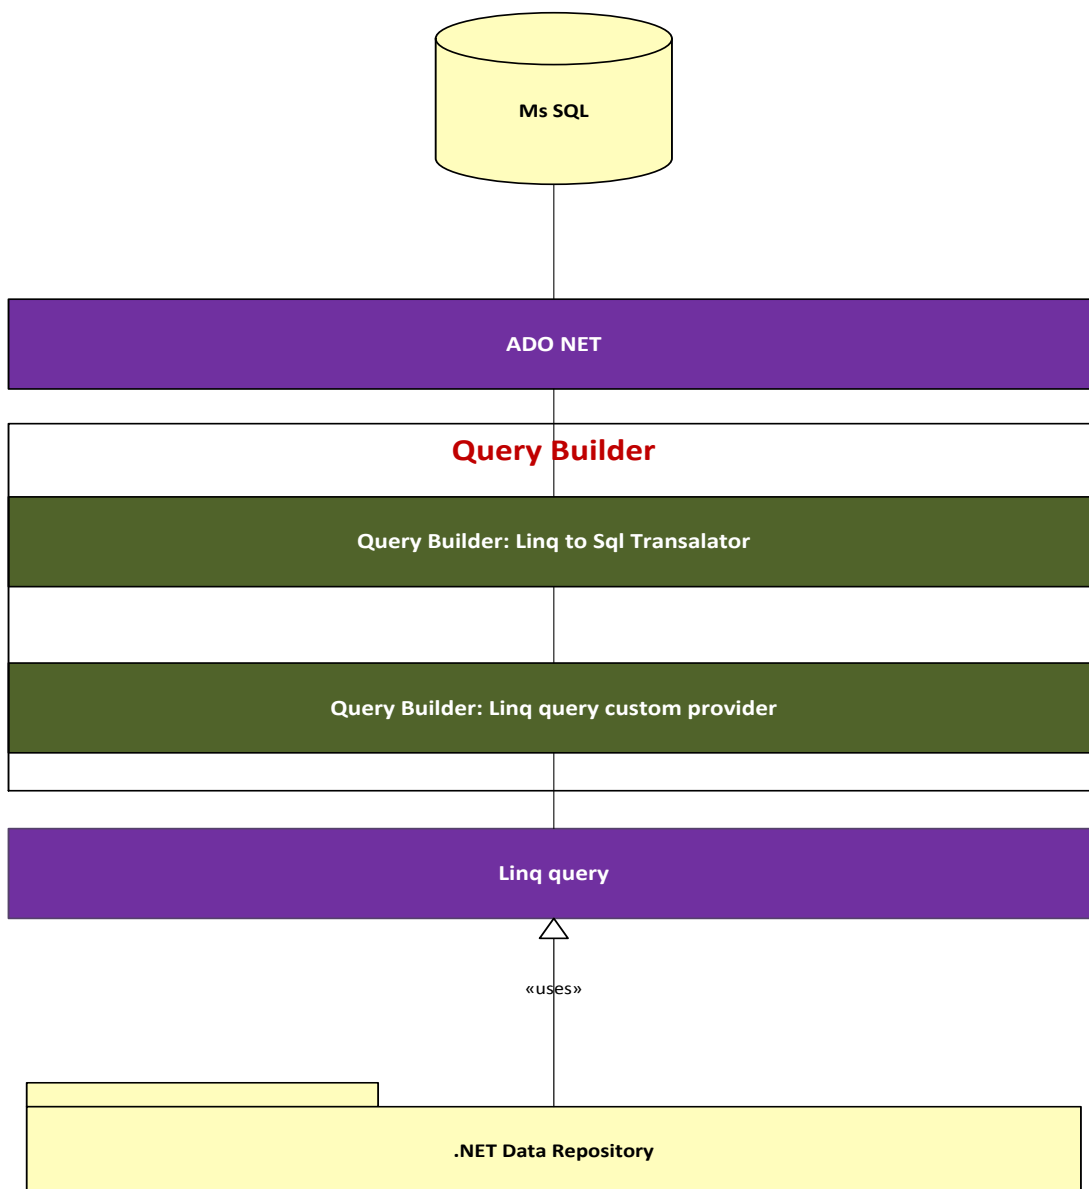 Ms SQL
ADO NET
Query Builder
Query Builder: Linq to Sql Transalator
Query Builder: Linq query custom provider
Linq query
«uses»
.NET Data Repository